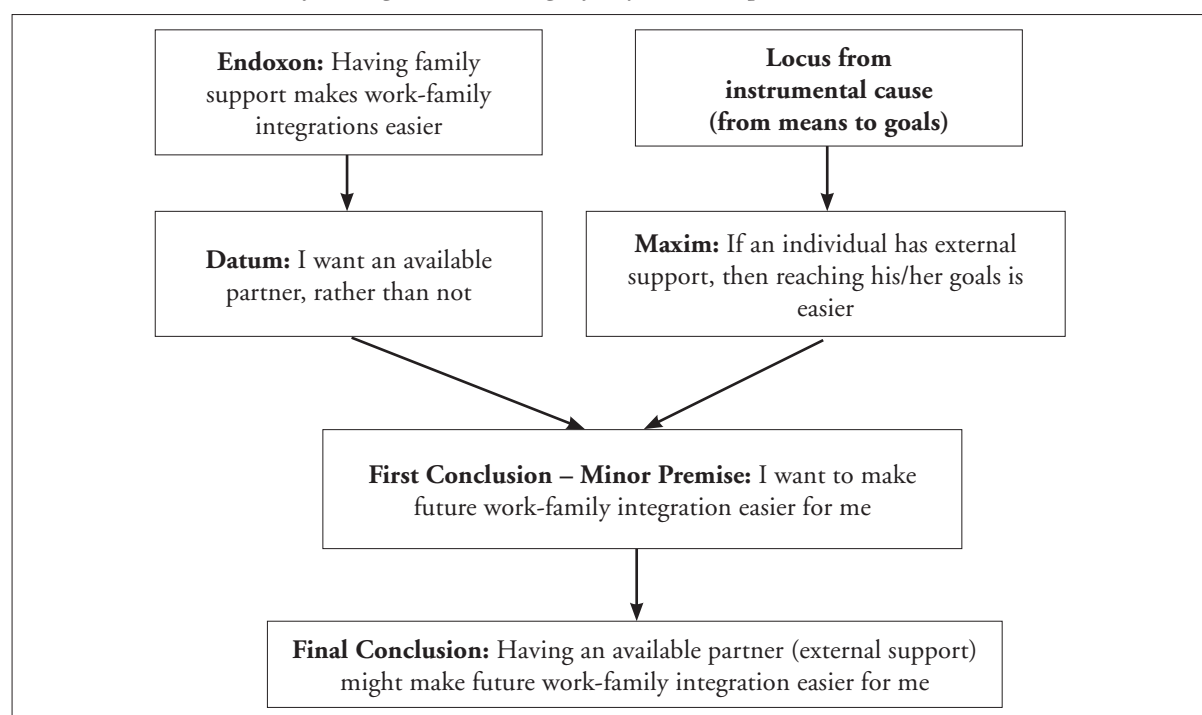 Endoxon: Having family
support makes work-family
integrations easier
Locus from
instrumental cause
(from means to goals)
Datum: I want an available
partner, rather than not
Maxim: If an individual has external
support, then reaching his/her goals is
easier
First Conclusion – Minor Premise: I want to make
future work-family integration easier for me
Final Conclusion: Having an available partner (external support)
might make future work-family integration easier for me